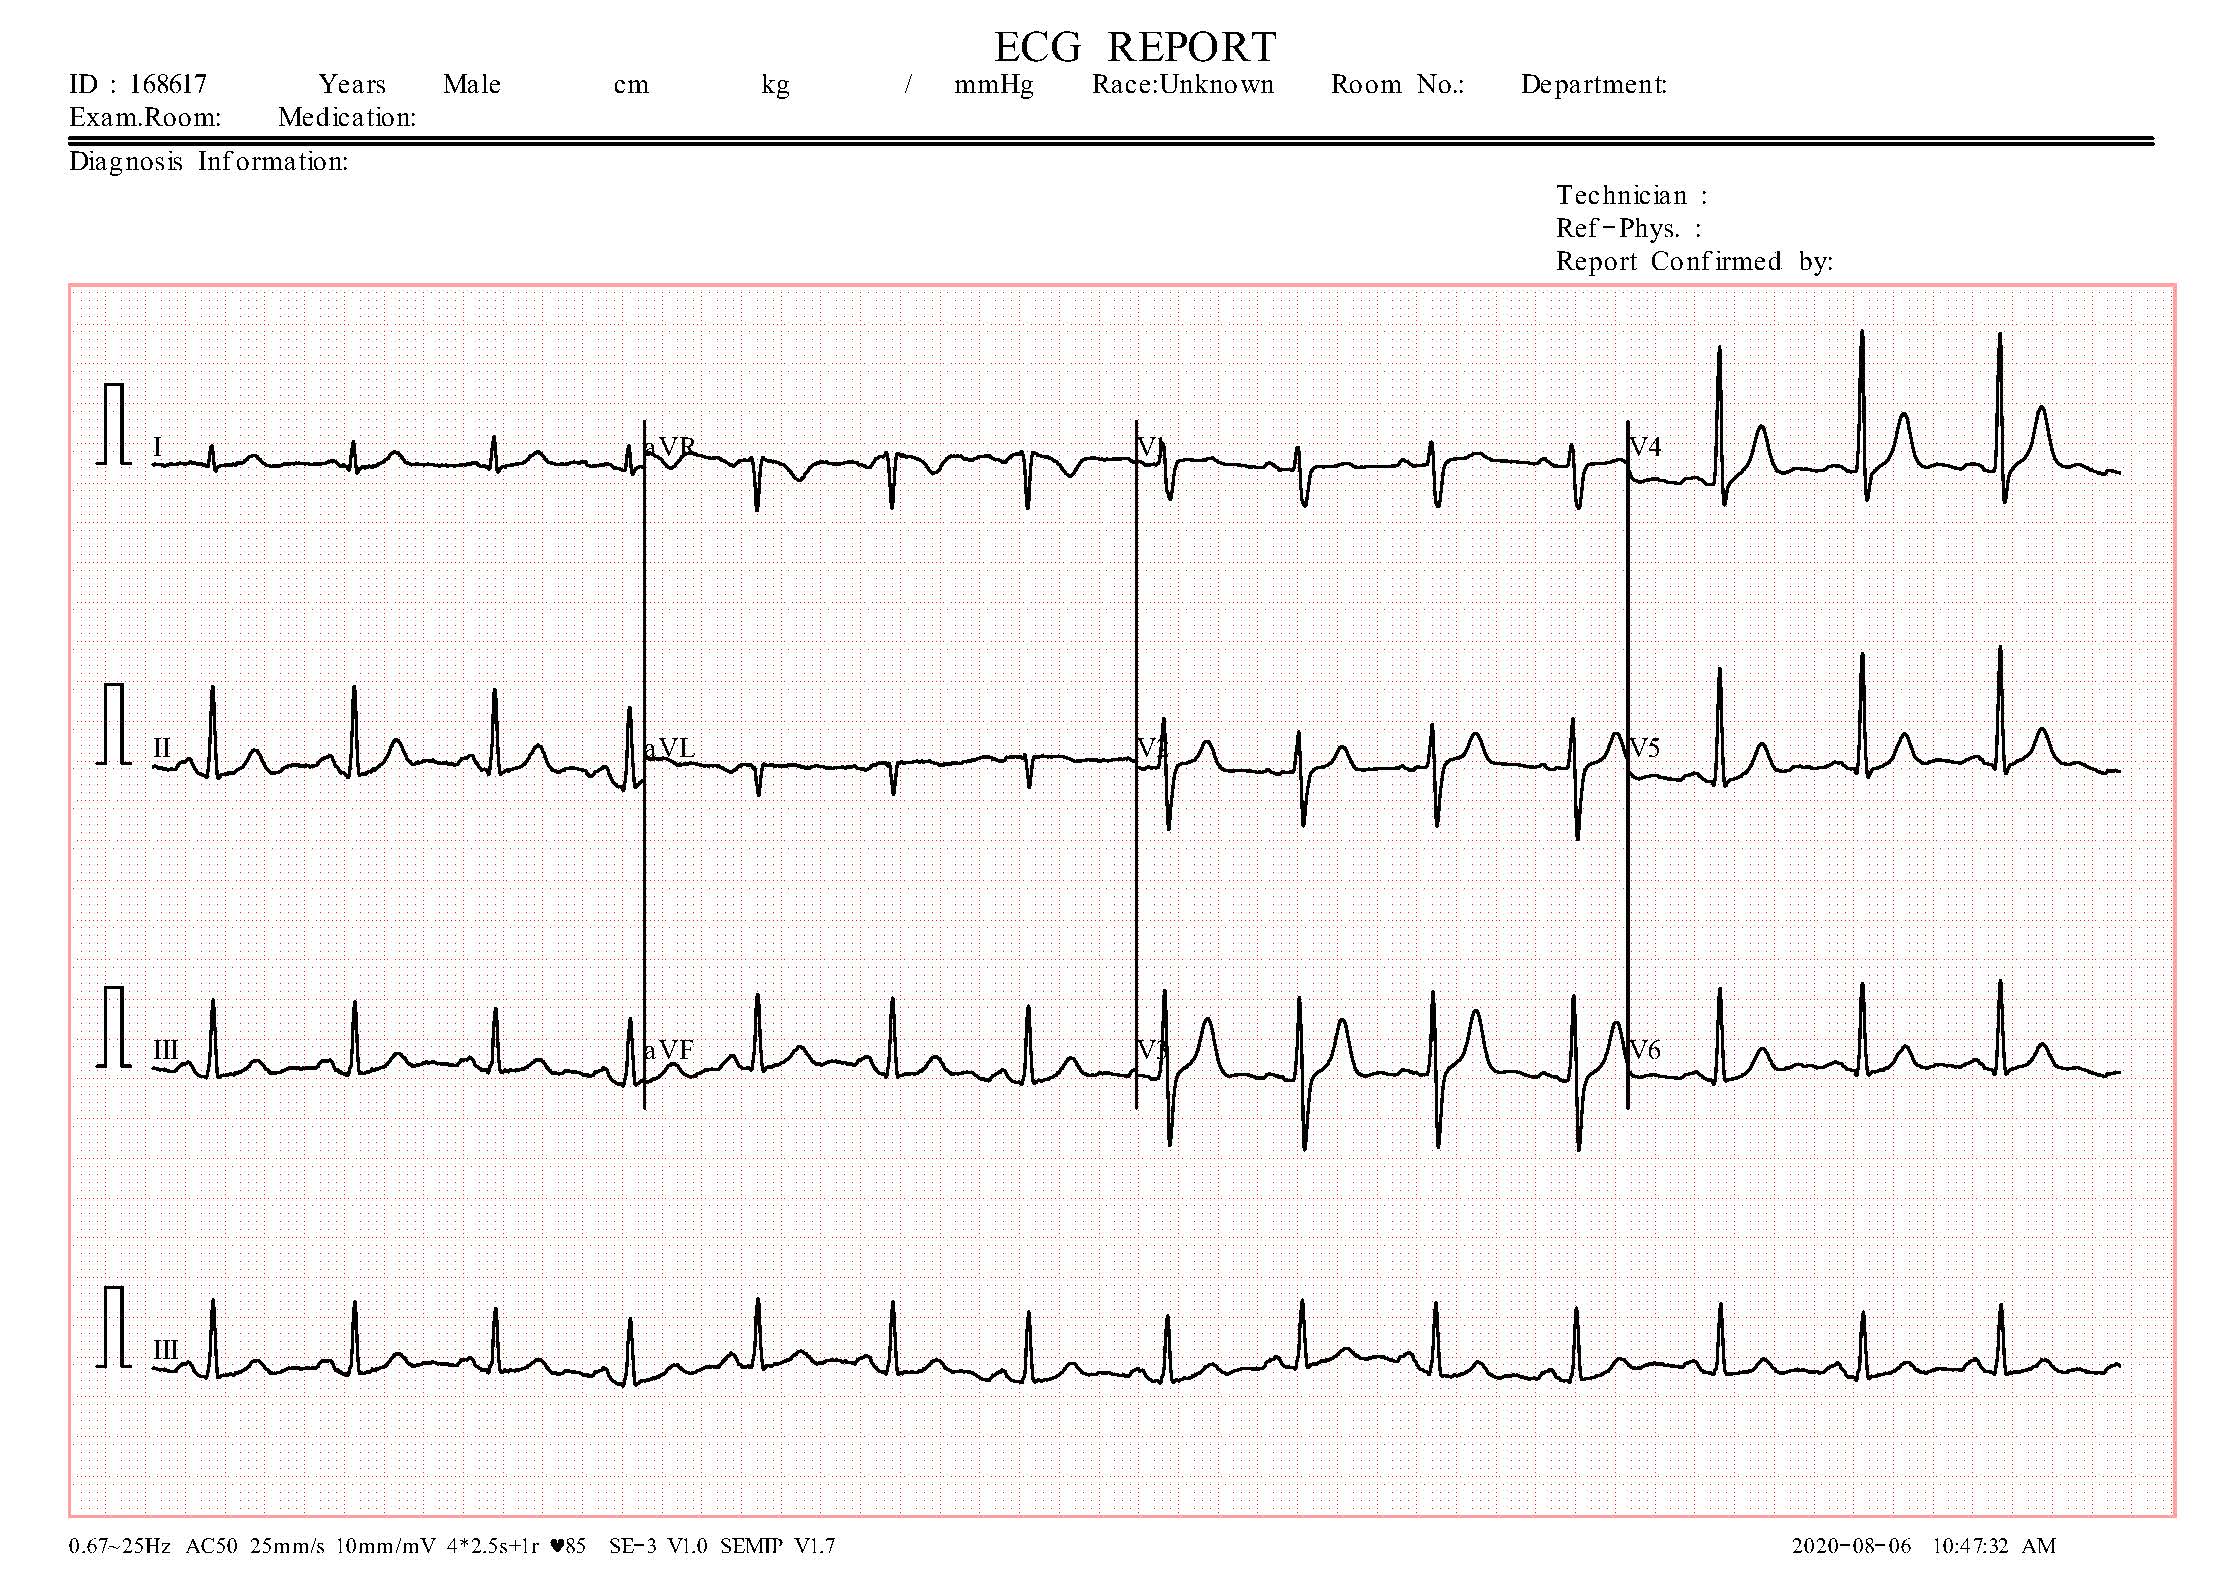 ECG REPORT
ID : 168617 Years Male cm kg / mmHg Race:Unknown Room No.: Department:
Exam.Room: Medication:
Diagnosis Information:
Technician :
Ref-Phys. :
Report Confirmed by:
I aVR V1 V4
II aVL V2 V5
III aVF V3 V6
III
0.67~25Hz AC50 25mm/s 10mm/mV 4*2.5s+1r ♥85 SE-3 V1.0 SEMIP V1.7 2020-08-06 10:47:32 AM